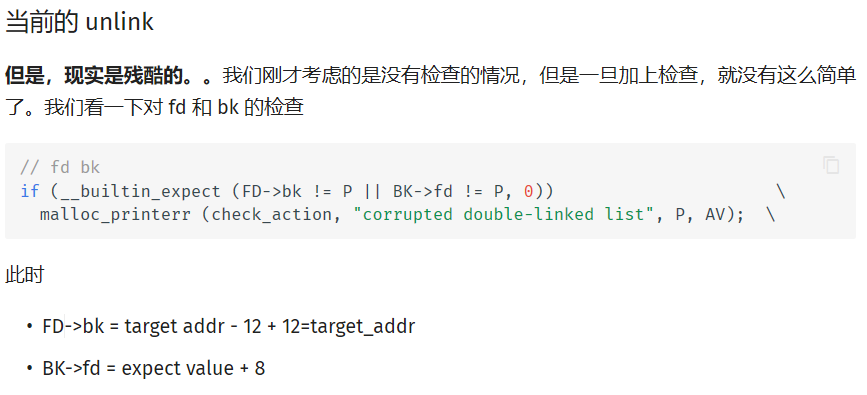 当前的 unlink
但是，现实是残酷的。。我们刚才考虑的是没有检查的情况，但是一旦加上检查，就没有这么简单
了。我们看一下对 fd 和 bk 的检查
// fd bk
if (__builtin_expect (FD->bk != P || BK->fd != P, 0))                      \
  malloc_printerr (check_action, "corrupted double-linked list", P, AV);  \
此时
• FD->bk = target addr - 12 + 12=target_addr
• BK->fd = expect value + 8